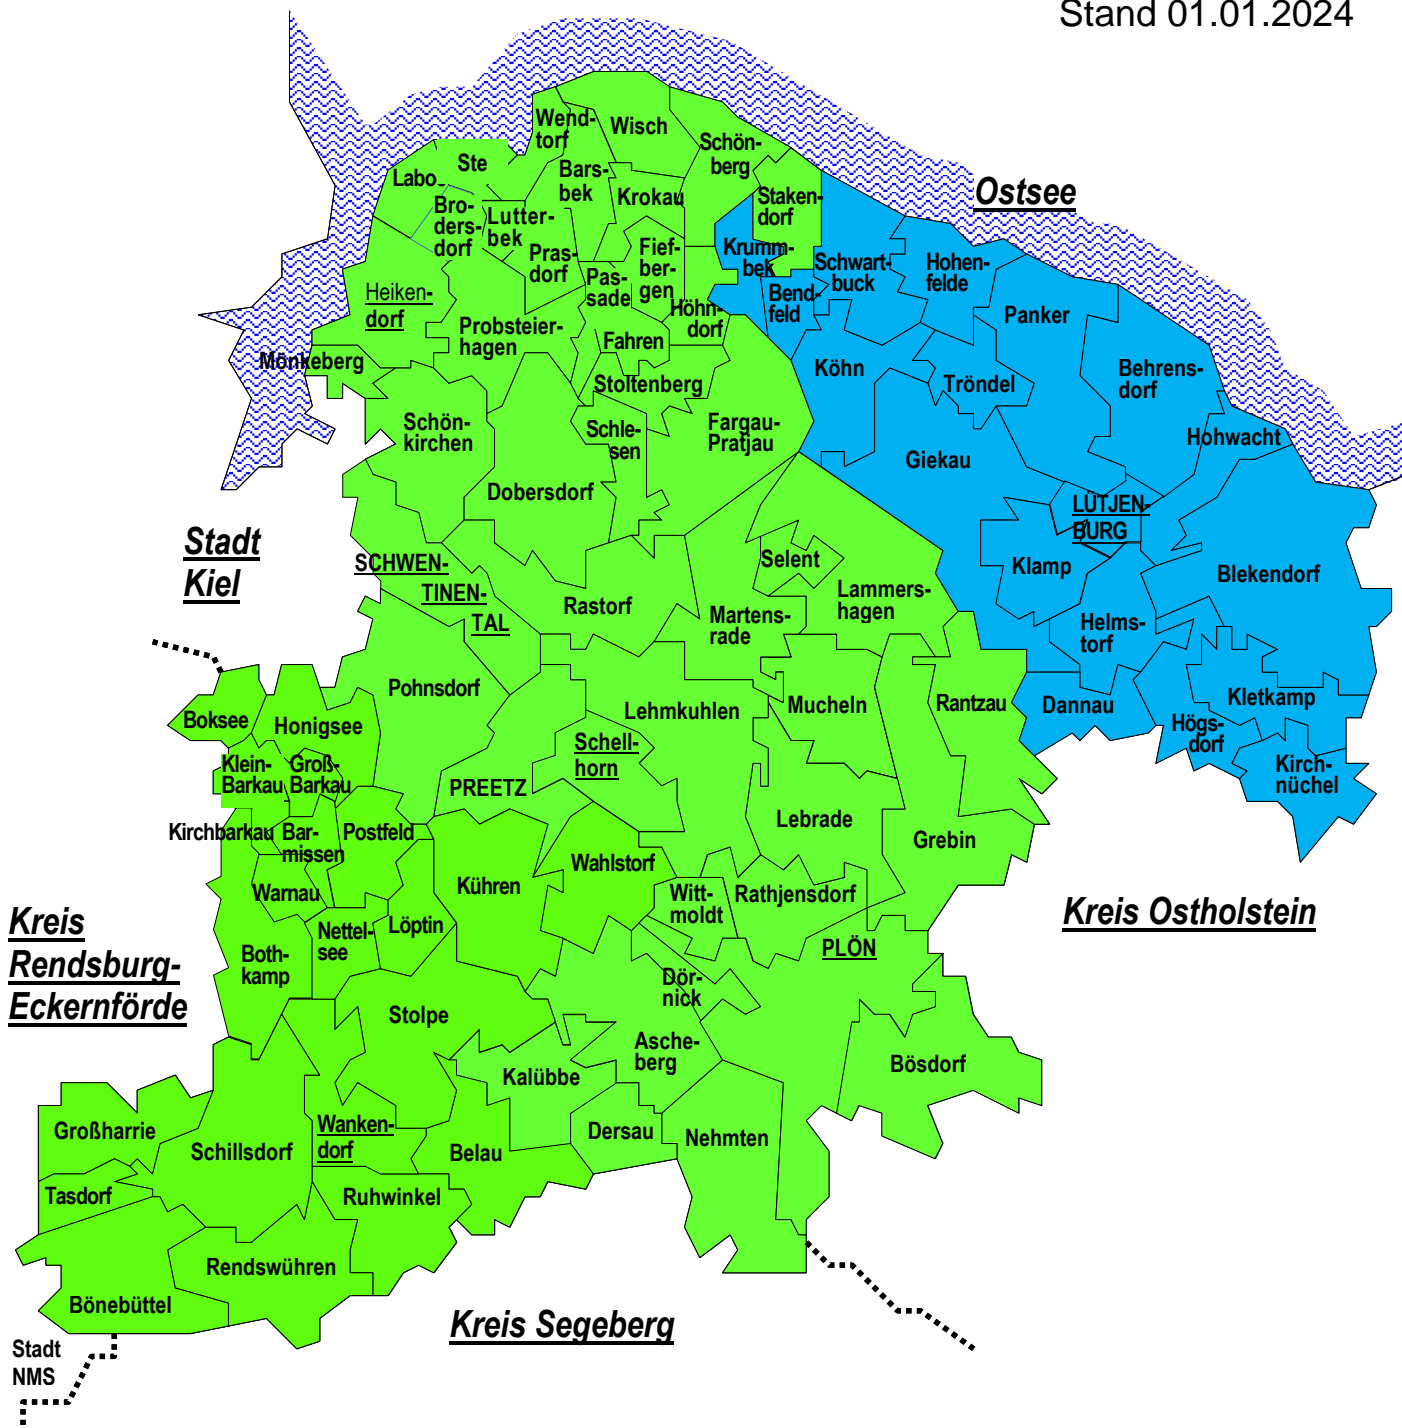 Stand 01.01.2024
Ostsee
Wend-
torf
Wisch
Schön-
berg
Ste
Labo
Bars-
bek
Krokau
Staken-
dorf
Bro-
ders-
dorf
Lutter-
bek
Pras-
dorf
Fief-
ber-
gen
Krumm-
bek
Schwart-
buck
Hohen-
felde
Pas-
sade
Bend-
feld
Heiken-
dorf
Höhn-
dorf
Panker
Probsteier-
hagen
Fahren
Mönkeberg
Köhn
Behrens-
dorf
Stoltenberg
Tröndel
Schön-
kirchen
Schle-
sen
Fargau-
Pratjau
Hohwacht
Giekau
Dobersdorf
LÜTJEN-
BURG
Stadt
Kiel
SCHWEN-
TINEN-
TAL
Selent
Klamp
Blekendorf
Rastorf
Lammers-
hagen
Martens-
rade
Helms-
torf
Pohnsdorf
Lehmkuhlen
Mucheln
Rantzau
Dannau
Kletkamp
Boksee
Honigsee
Högs-
dorf
Schell-
horn
Klein-
Barkau
Groß-
Barkau
Kirch-
nüchel
PREETZ
Kirchbarkau
Bar-
missen
Postfeld
Lebrade
Grebin
Wahlstorf
Kühren
Warnau
Witt-
moldt
Rathjensdorf
Kreis Ostholstein
Kreis
Rendsburg-
Eckernförde
Nettel-
see
Löptin
Both-
kamp
PLÖN
Dör-
nick
Stolpe
Asche-
berg
Bösdorf
Kalübbe
Großharrie
Schillsdorf
Wanken-
dorf
Belau
Dersau
Nehmten
Tasdorf
Ruhwinkel
Rendswühren
Bönebüttel
Kreis Segeberg
Stadt
NMS